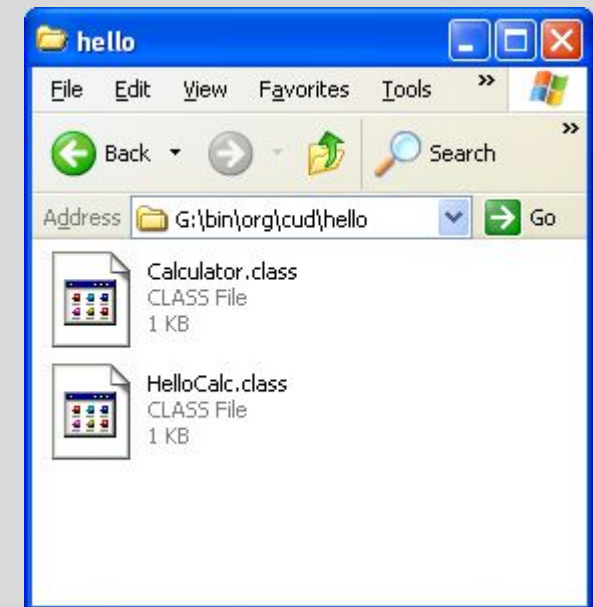 hello
File Edit View Favorites Tools »
Back Search »
Address G:\bin\org\cud\hello Go
Calculator.class
CLASS File
1 KB
HelloCalc.class
CLASS File
1 KB